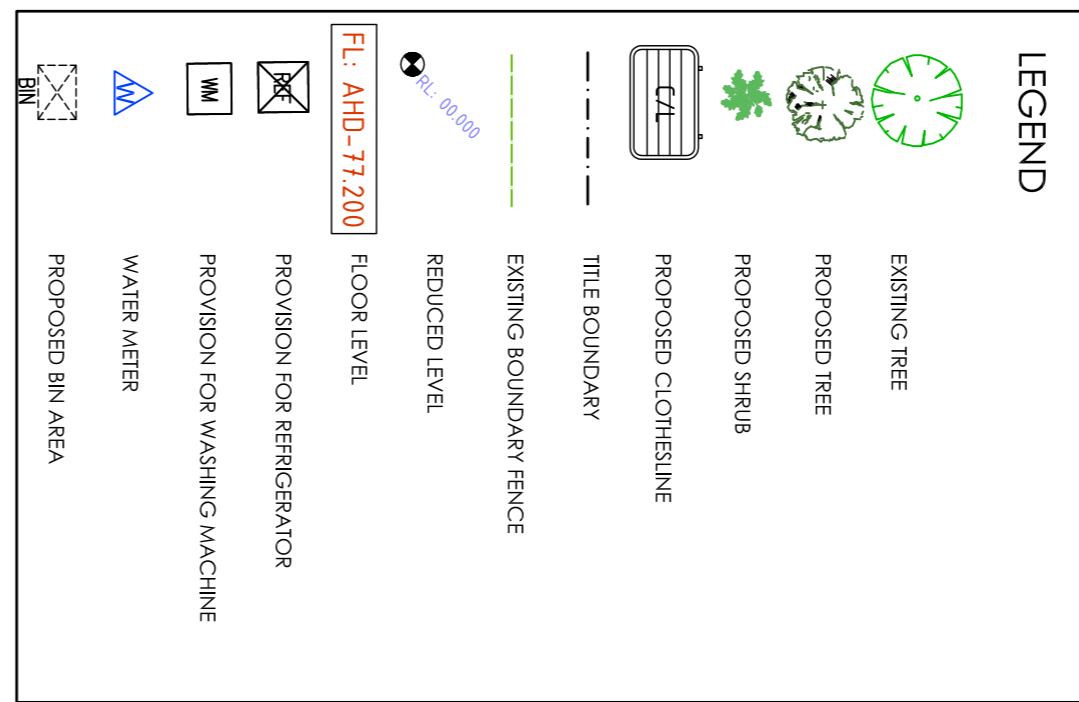 LEGEND
EXISTING TREE
PROPOSED TREE
PROPOSED SHRUB
C/L PROPOSED CLOTHESLINE
TITLE BOUNDARY
EXISTING BOUNDARY FENCE
RL: 00.000 REDUCED LEVEL
FL: AHD-77.200 FLOOR LEVEL
REF PROVISION FOR REFRIGERATOR
WM PROVISION FOR WASHING MACHINE
W WATER METER
BIN PROPOSED BIN AREA